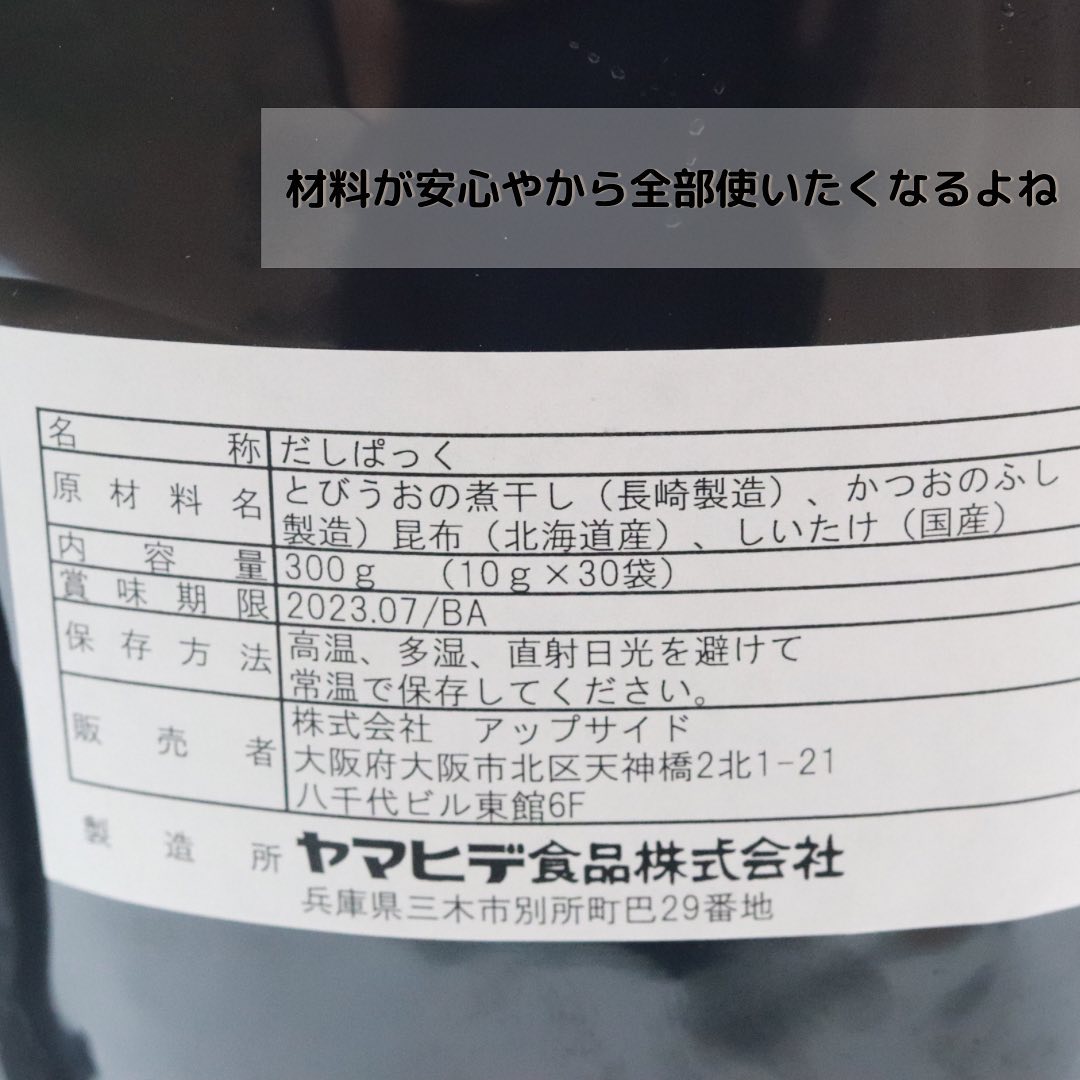 材料が安心やから全部使いたくなるよね
名称 だしぱっく
原材料名 とびうおの煮干し（長崎製造）、かつおのふし
製造）昆布（北海道産）、しいたけ（国産）
内容量 300g （10g×30袋）
賞味期限 2023.07/BA
保存方法 高温、多湿、直射日光を避けて
常温で保存してください。
販売者 株式会社 アップサイド
大阪府大阪市北区天神橋2北1-21
八千代ビル東館6F
製造所 ヤマヒデ食品株式会社
兵庫県三木市別所町巴29番地